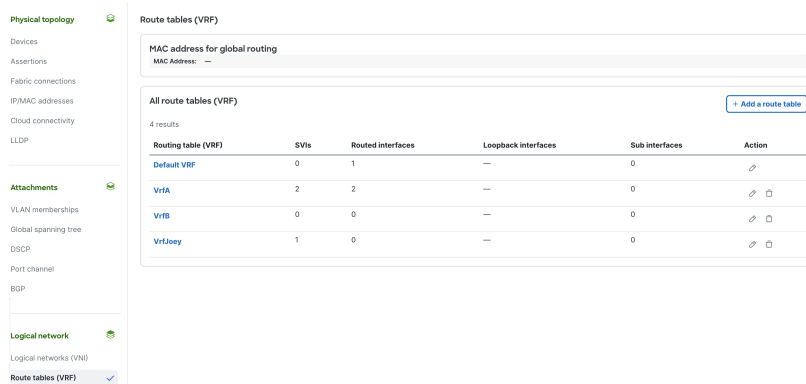 Physical topology
Devices
Assertions
Fabric connections
IP/MAC addresses
Cloud connectivity
LLDP
Attachments
VLAN memberships
Global spanning tree
DSCP
Port channel
BGP
Logical network
Logical networks (VNI)
Route tables (VRF)
Route tables (VRF)
MAC address for global routing
MAC Address: —
All route tables (VRF)
+ Add a route table
4 results
Routing table (VRF) SVIs Routed interfaces Loopback interfaces Sub interfaces Action
Default VRF 0 1 — 0
VrfA 2 2 — 0
VrfB 0 0 — 0
VrfJoey 1 0 — 0